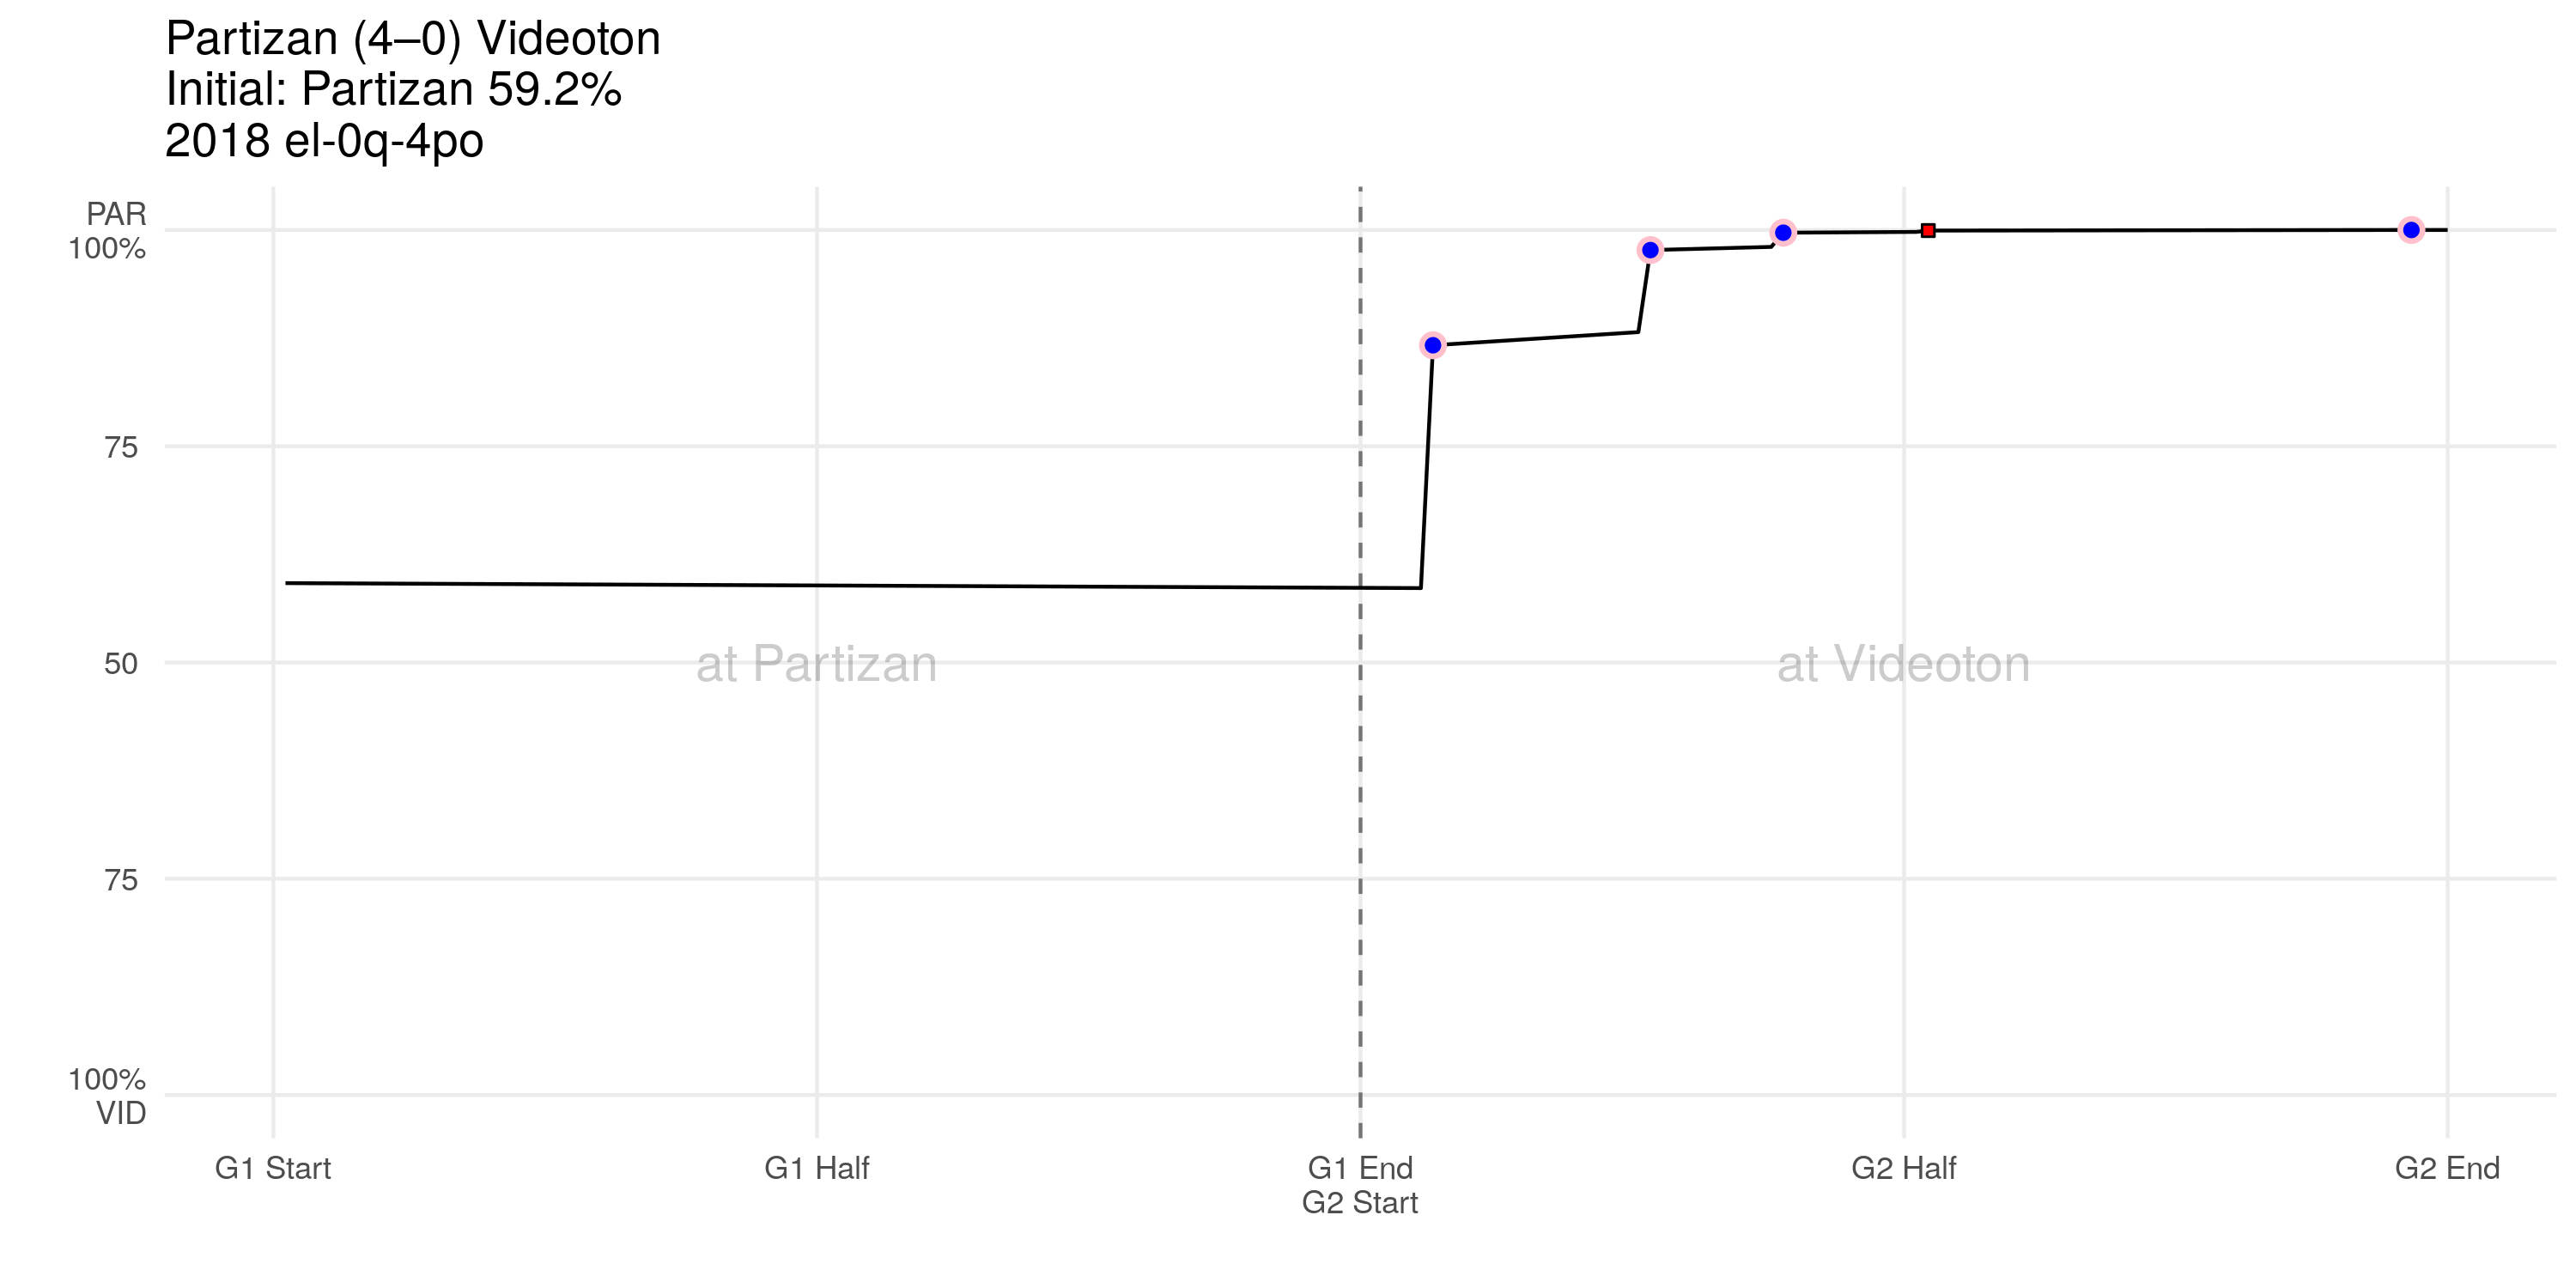 Partizan (4–0) Videoton
Initial: Partizan 59.2%
2018 el-0q-4po
PAR
100%
75
50
75
100%
VID
at Partizan
at Videoton
G1 Start
G1 Half
G1 End
G2 Start
G2 Half
G2 End